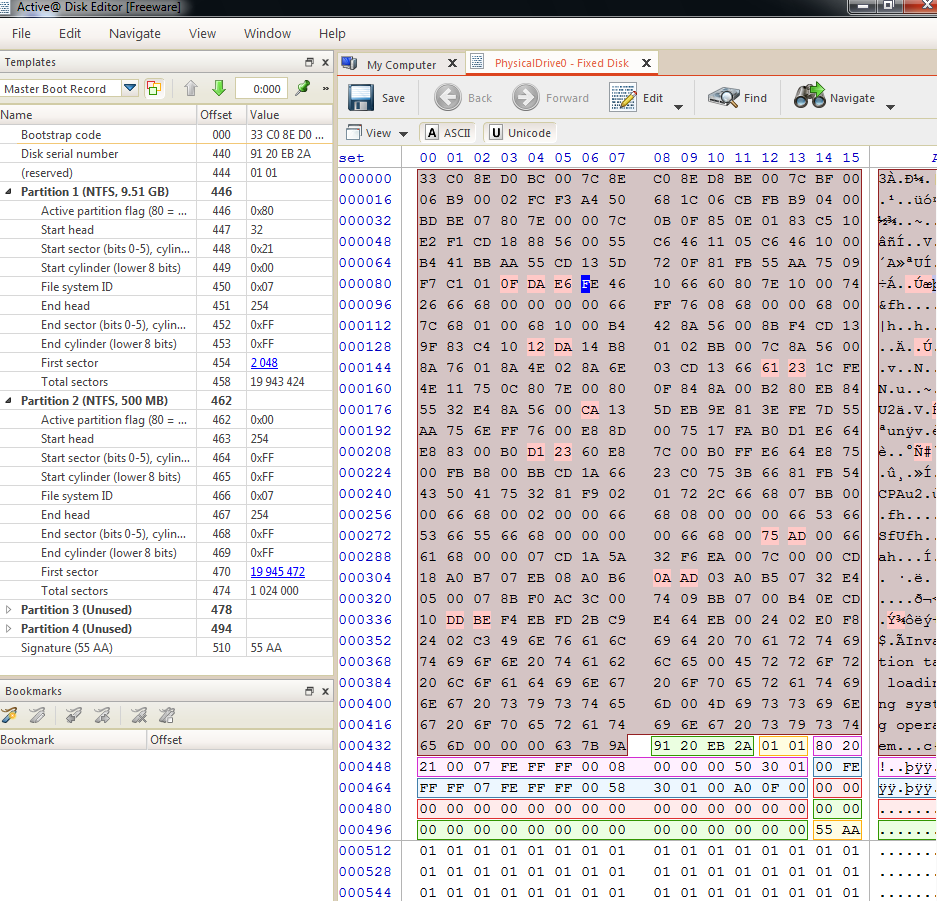 Active@ Disk Editor [Freeware]
File Edit Navigate View Window Help
Templates
Master Boot Record 0:000 »
Name Offset Value
Bootstrap code 000 33 C0 8E D0 ...
Disk serial number 440 91 20 EB 2A
(reserved) 444 01 01
Partition 1 (NTFS, 9.51 GB) 446
Active partition flag (80 = ... 446 0x80
Start head 447 32
Start sector (bits 0-5), cylin... 448 0x21
Start cylinder (lower 8 bits) 449 0x00
File system ID 450 0x07
End head 451 254
End sector (bits 0-5), cylin... 452 0xFF
End cylinder (lower 8 bits) 453 0xFF
First sector 454 2 048
Total sectors 458 19 943 424
Partition 2 (NTFS, 500 MB) 462
Active partition flag (80 = ... 462 0x00
Start head 463 254
Start sector (bits 0-5), cylin... 464 0xFF
Start cylinder (lower 8 bits) 465 0xFF
File system ID 466 0x07
End head 467 254
End sector (bits 0-5), cylin... 468 0xFF
End cylinder (lower 8 bits) 469 0xFF
First sector 470 19 945 472
Total sectors 474 1 024 000
Partition 3 (Unused) 478
Partition 4 (Unused) 494
Signature (55 AA) 510 55 AA
Bookmarks
Bookmark Offset
My Computer PhysicalDrive0 - Fixed Disk
Save Back Forward Edit Find Navigate
View A ASCII U Unicode
set 00 01 02 03 04 05 06 07 08 09 10 11 12 13 14 15 A
000000 33 C0 8E D0 BC 00 7C 8E C0 8E D8 BE 00 7C BF 00
000016 06 B9 00 02 FC F3 A4 50 68 1C 06 CB FB B9 04 00
000032 BD BE 07 80 7E 00 00 7C 0B 0F 85 0E 01 83 C5 10
000048 E2 F1 CD 18 88 56 00 55 C6 46 11 05 C6 46 10 00
000064 B4 41 BB AA 55 CD 13 5D 72 0F 81 FB 55 AA 75 09
000080 F7 C1 01 0F DA E6 FE 46 10 66 60 80 7E 10 00 74
000096 26 66 68 00 00 00 00 66 FF 76 08 68 00 00 68 00
000112 7C 68 01 00 68 10 00 B4 42 8A 56 00 8B F4 CD 13
000128 9F 83 C4 10 12 DA 14 B8 01 02 BB 00 7C 8A 56 00
000144 8A 76 01 8A 4E 02 8A 6E 03 CD 13 66 61 23 1C FE
000160 4E 11 75 0C 80 7E 00 80 0F 84 8A 00 B2 80 EB 84
000176 55 32 E4 8A 56 00 CA 13 5D EB 9E 81 3E FE 7D 55
000192 AA 75 6E FF 76 00 E8 8D 00 75 17 FA B0 D1 E6 64
000208 E8 83 00 B0 D1 23 60 E8 7C 00 B0 FF E6 64 E8 75
000224 00 FB B8 00 BB CD 1A 66 23 C0 75 3B 66 81 FB 54
000240 43 50 41 75 32 81 F9 02 01 72 2C 66 68 07 BB 00
000256 00 66 68 00 02 00 00 66 68 08 00 00 00 66 53 66
000272 53 66 55 66 68 00 00 00 00 66 68 00 75 AD 00 66
000288 61 68 00 00 07 CD 1A 5A 32 F6 EA 00 7C 00 00 CD
000304 18 A0 B7 07 EB 08 A0 B6 0A AD 03 A0 B5 07 32 E4
000320 05 00 07 8B F0 AC 3C 00 74 09 BB 07 00 B4 0E CD
000336 10 DD BE F4 EB FD 2B C9 E4 64 EB 00 24 02 E0 F8
000352 24 02 C3 49 6E 76 61 6C 69 64 20 70 61 72 74 69 $.ÃInva
000368 74 69 6F 6E 20 74 61 62 6C 65 00 45 72 72 6F 72 tion ta
000384 20 6C 6F 61 64 69 6E 67 20 6F 70 65 72 61 74 69 loadin
000400 6E 67 20 73 79 73 74 65 6D 00 4D 69 73 73 69 6E ng syst
000416 67 20 6F 70 65 72 61 74 69 6E 67 20 73 79 73 74 g opera
000432 65 6D 00 00 00 63 7B 9A 91 20 EB 2A 01 01 80 20 em...c{
000448 21 00 07 FE FF FF 00 08 00 00 00 50 30 01 00 FE !..þÿÿ.
000464 FF FF 07 FE FF FF 00 58 30 01 00 A0 0F 00 00 00 ÿÿ.þÿÿ.
000480 00 00 00 00 00 00 00 00 00 00 00 00 00 00 00 00 .......
000496 00 00 00 00 00 00 00 00 00 00 00 00 00 00 55 AA .......
000512 01 01 01 01 01 01 01 01 01 01 01 01 01 01 01 01 .......
000528 01 01 01 01 01 01 01 01 01 01 01 01 01 01 01 01 .......
000544 01 01 01 01 01 01 01 01 01 01 01 01 01 01 01 01 .......